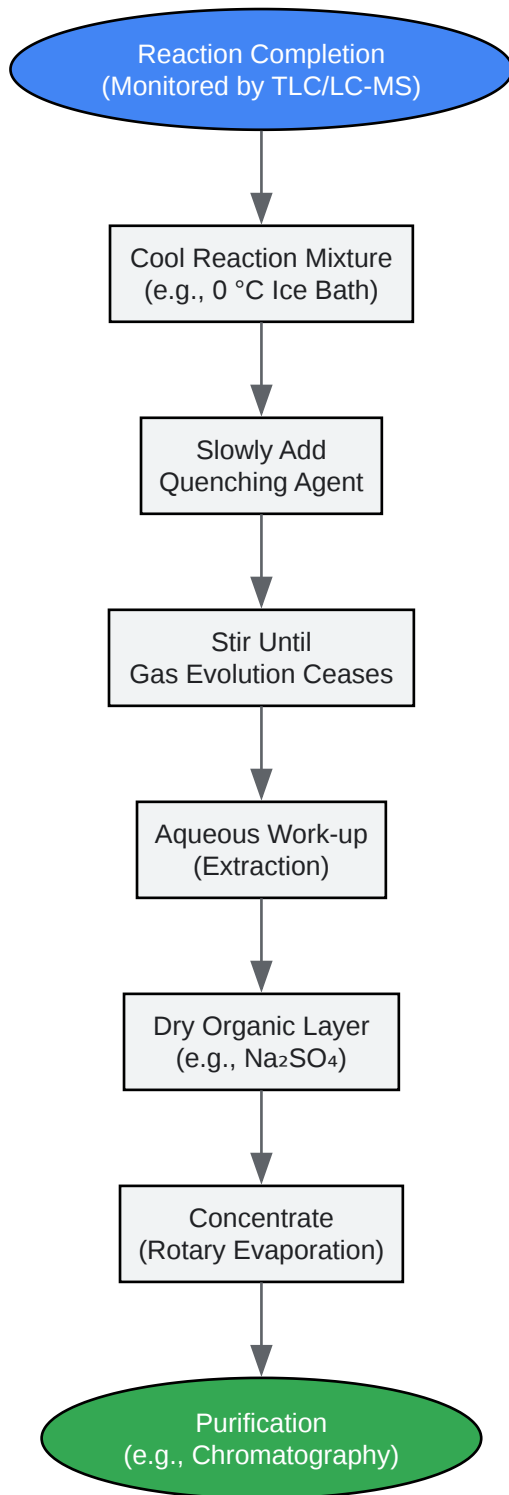 Reaction Completion
(Monitored by TLC/LC-MS)
Cool Reaction Mixture
(e.g., 0 °C Ice Bath)
Slowly Add
Quenching Agent
Stir Until
Gas Evolution Ceases
Aqueous Work-up
(Extraction)
Dry Organic Layer
(e.g., Na₂SO₄)
Concentrate
(Rotary Evaporation)
Purification
(e.g., Chromatography)